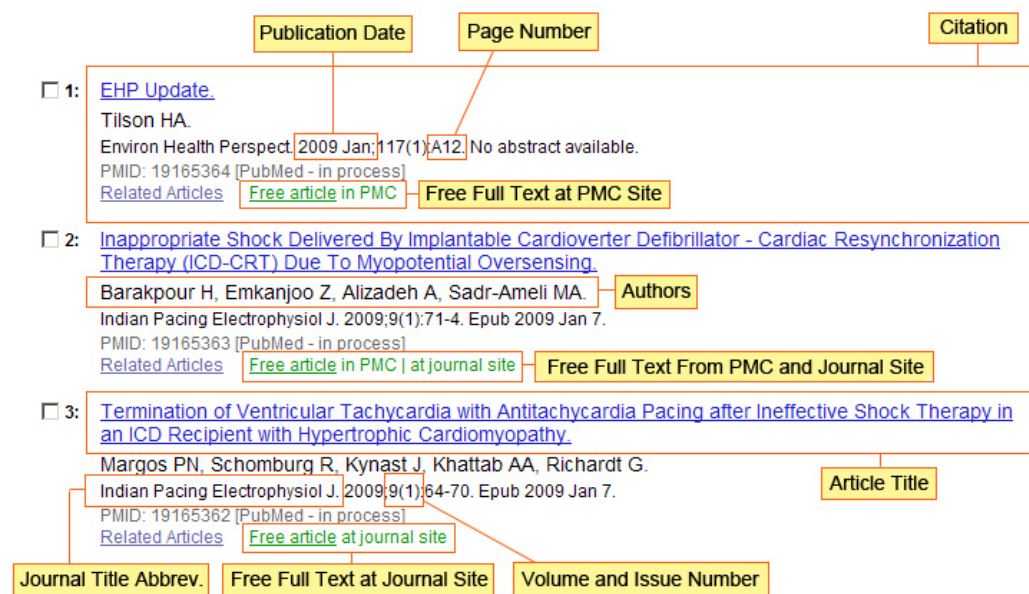 Publication Date
Page Number
Citation
1: EHP Update.
Tilson HA.
Environ Health Perspect. 2009 Jan;117(1):A12. No abstract available.
PMID: 19165364 [PubMed - in process]
Related Articles Free article in PMC Free Full Text at PMC Site
2: Inappropriate Shock Delivered By Implantable Cardioverter Defibrillator - Cardiac Resynchronization
Therapy (ICD-CRT) Due To Myopotential Oversensing.
Barakpour H, Emkanjoo Z, Alizadeh A, Sadr-Ameli MA. Authors
Indian Pacing Electrophysiol J. 2009;9(1):71-4. Epub 2009 Jan 7.
PMID: 19165363 [PubMed - in process]
Related Articles Free article in PMC | at journal site Free Full Text From PMC and Journal Site
3: Termination of Ventricular Tachycardia with Antitachycardia Pacing after Ineffective Shock Therapy in
an ICD Recipient with Hypertrophic Cardiomyopathy.
Margos PN, Schomburg R, Kynast J, Khattab AA, Richardt G.
Indian Pacing Electrophysiol J. 2009;9(1):64-70. Epub 2009 Jan 7.
Article Title
PMID: 19165362 [PubMed - in process]
Related Articles Free article at journal site
Journal Title Abbrev.
Free Full Text at Journal Site
Volume and Issue Number